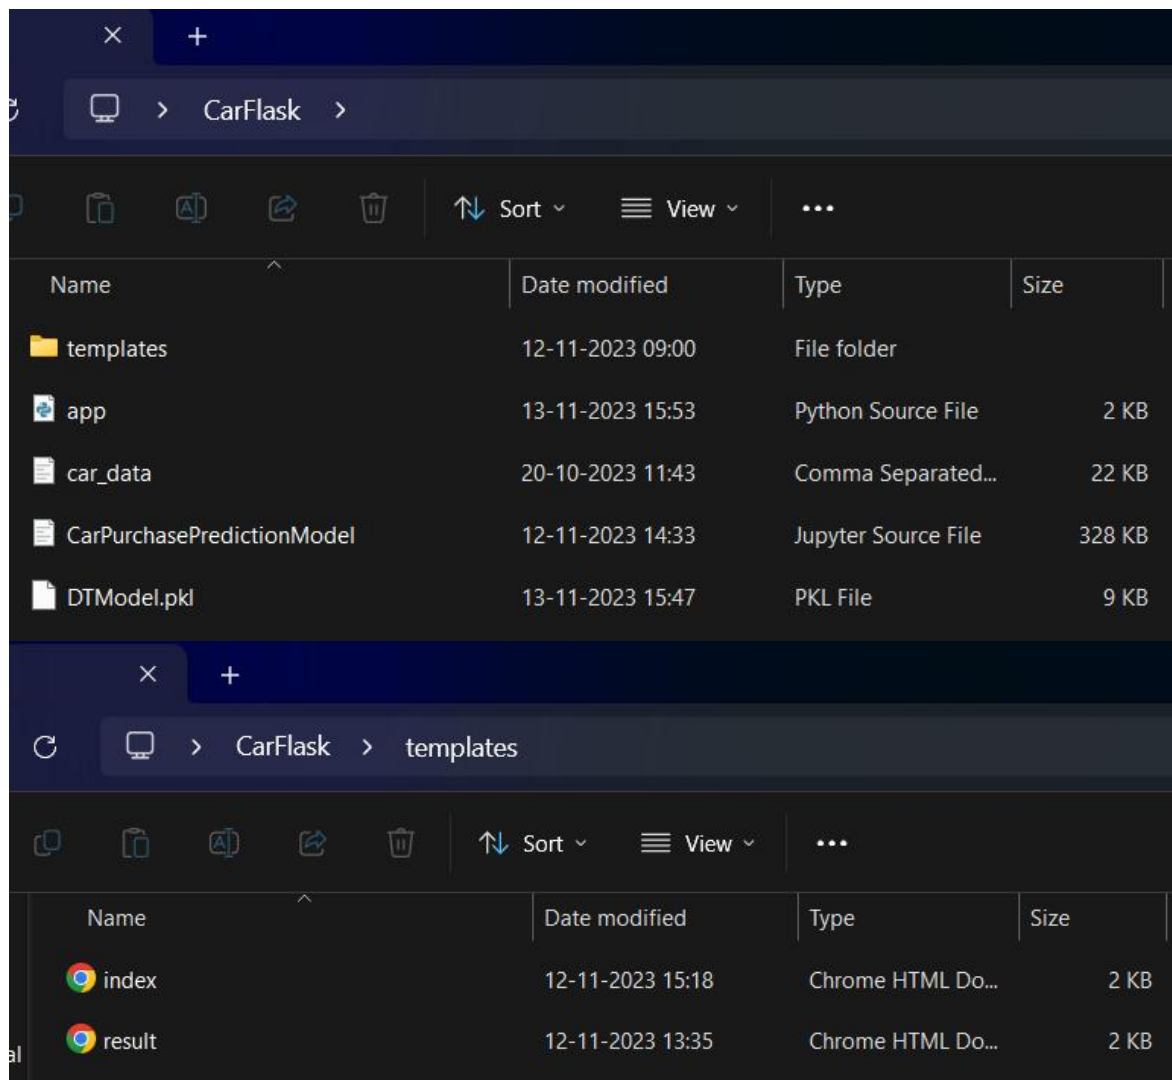 CarFlask
Sort View
Name Date modified Type Size
templates 12-11-2023 09:00 File folder
app 13-11-2023 15:53 Python Source File 2 KB
car_data 20-10-2023 11:43 Comma Separated... 22 KB
CarPurchasePredictionModel 12-11-2023 14:33 Jupyter Source File 328 KB
DTModel.pkl 13-11-2023 15:47 PKL File 9 KB
CarFlask templates
Sort View
Name Date modified Type Size
index 12-11-2023 15:18 Chrome HTML Do... 2 KB
result 12-11-2023 13:35 Chrome HTML Do... 2 KB
al